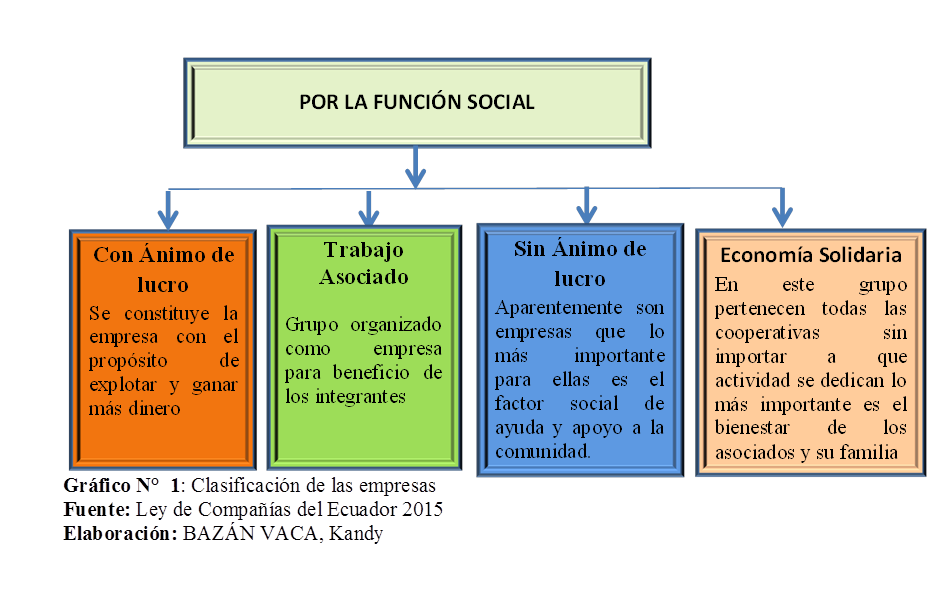 POR LA FUNCIÓN SOCIAL
Con Ánimo de
lucro
Se constituye la
empresa con el
propósito de
explotar y ganar
más dinero
Trabajo
Asociado
Grupo organizado
como empresa
para beneficio de
los integrantes
Sin Ánimo de
lucro
Aparentemente son
empresas que lo
más importante
para ellas es el
factor social de
ayuda y apoyo a la
comunidad.
Economía Solidaria
En este grupo
pertenecen todas las
cooperativas sin
importar a que
actividad se dedican lo
más importante es el
bienestar de los
asociados y su familia
Gráfico N° 1: Clasificación de las empresas
Fuente: Ley de Compañías del Ecuador 2015
Elaboración: BAZÁN VACA, Kandy